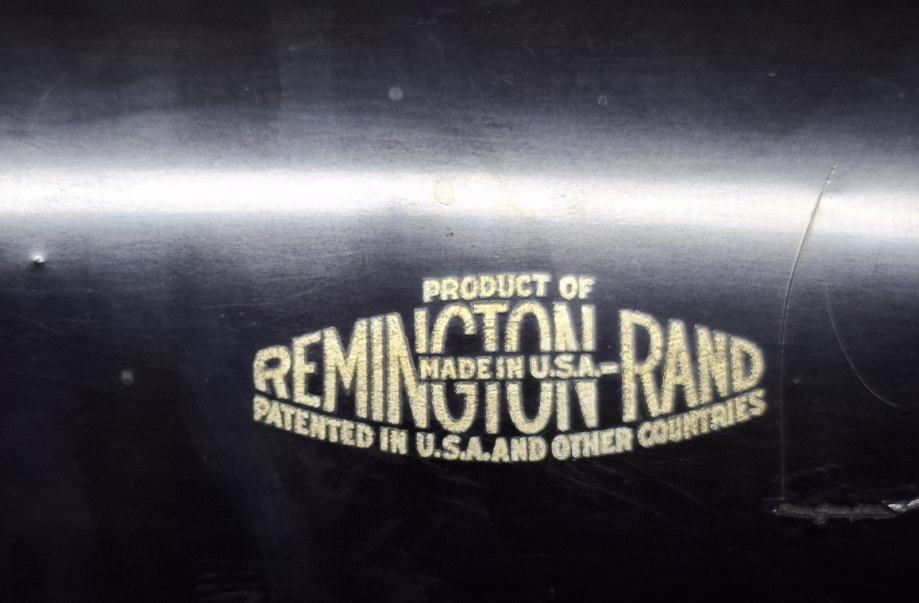 PRODUCT OF
REMINGTON-RAND
MADE IN U.S.A.
PATENTED IN U.S.A. AND OTHER COUNTRIES